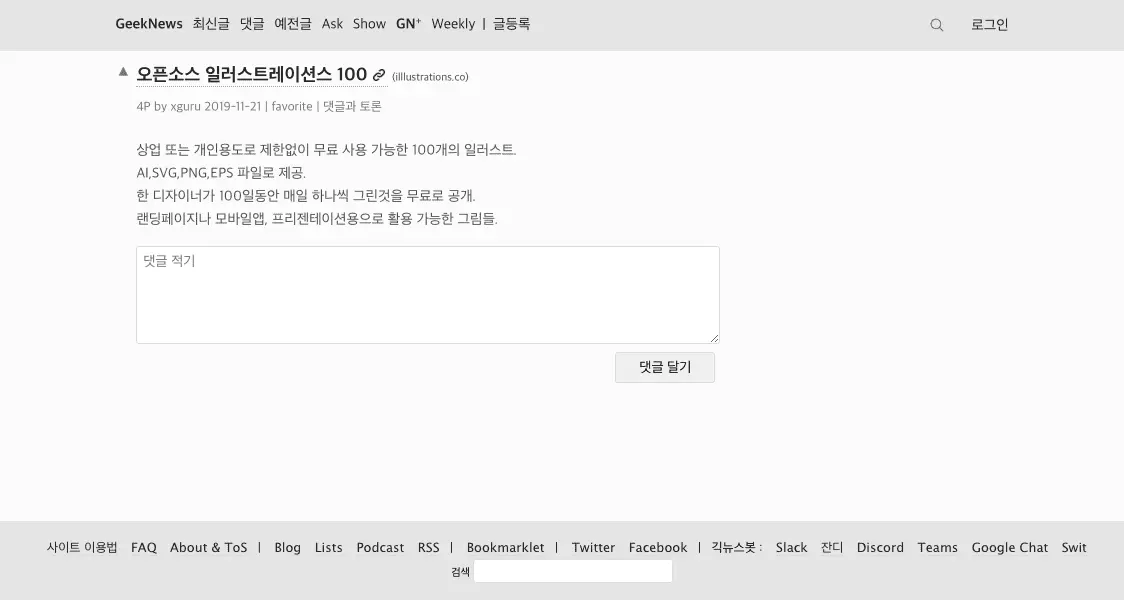 GeekNews 최신글 댓글 예전글 Ask Show GN⁺ Weekly | 글등록 로그인
▲ 오픈소스 일러스트레이션스 100 (illlustrations.co)
4P by xguru 2019-11-21 | favorite | 댓글과 토론
상업 또는 개인용도로 제한없이 무료 사용 가능한 100개의 일러스트.
AI,SVG,PNG,EPS 파일로 제공.
한 디자이너가 100일동안 매일 하나씩 그린것을 무료로 공개.
랜딩페이지나 모바일앱, 프리젠테이션용으로 활용 가능한 그림들.
댓글 적기
댓글 달기
사이트 이용법 FAQ About & ToS | Blog Lists Podcast RSS | Bookmarklet | Twitter Facebook | 긱뉴스봇 : Slack 잔디 Discord Teams Google Chat Swit
검색